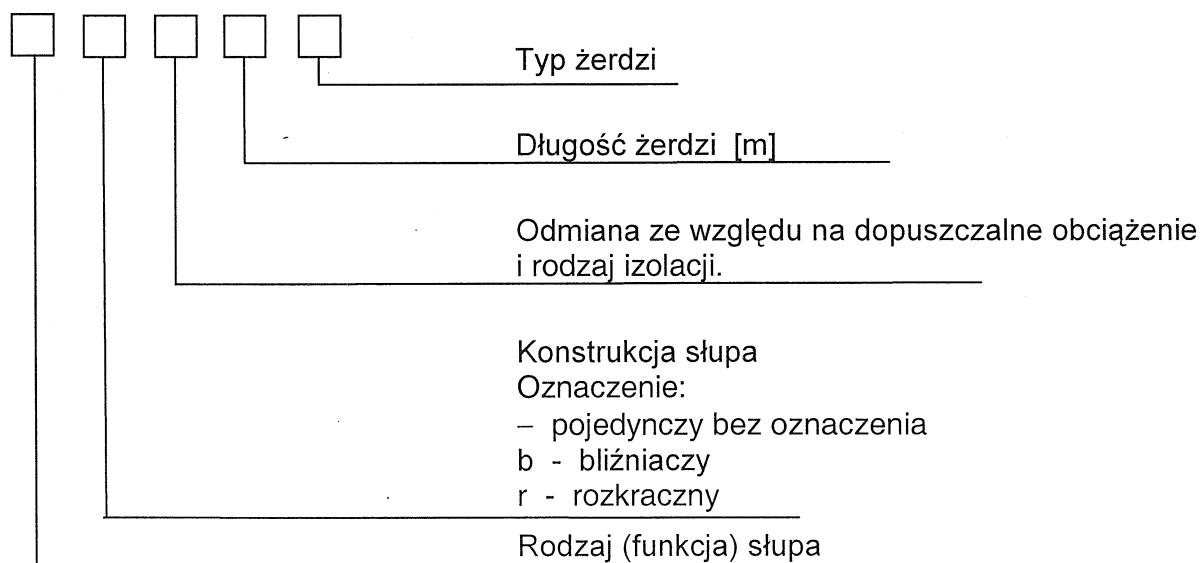 Typ żerdzi
Długość żerdzi [m]
Odmiana ze względu na dopuszczalne obciążenie
i rodzaj izolacji.
Konstrukcja słupa
Oznaczenie:
– pojedynczy bez oznaczenia
b - bliźniaczy
r - rozkraczny
Rodzaj (funkcja) słupa